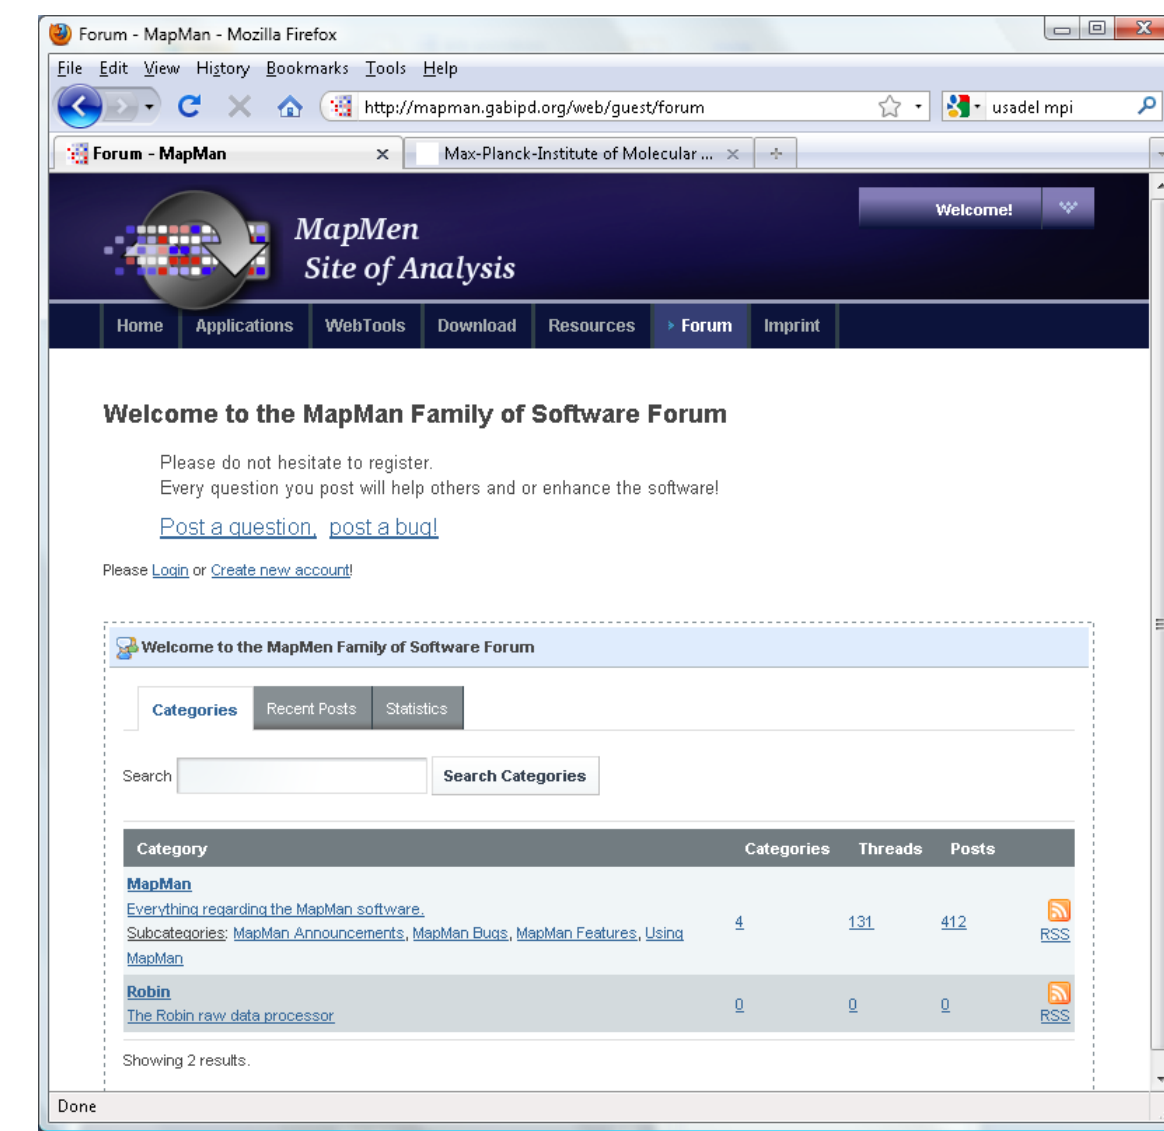 Forum - MapMan - Mozilla Firefox
File Edit View History Bookmarks Tools Help
http://mapman.gabipd.org/web/guest/forum
usadel mpi
Forum - MapMan
Max-Planck-Institute of Molecular ...
Welcome!
MapMen
Site of Analysis
Home Applications WebTools Download Resources Forum Imprint
Welcome to the MapMan Family of Software Forum
Please do not hesitate to register.
Every question you post will help others and or enhance the software!
Post a question, post a bug!
Please Login or Create new account!
Welcome to the MapMen Family of Software Forum
Categories Recent Posts Statistics
Search Search Categories
Category Categories Threads Posts
MapMan
Everything regarding the MapMan software.
Subcategories: MapMan Announcements, MapMan Bugs, MapMan Features, Using
MapMan
4 131 412 RSS
Robin
The Robin raw data processor
0 0 0 RSS
Showing 2 results.
Done